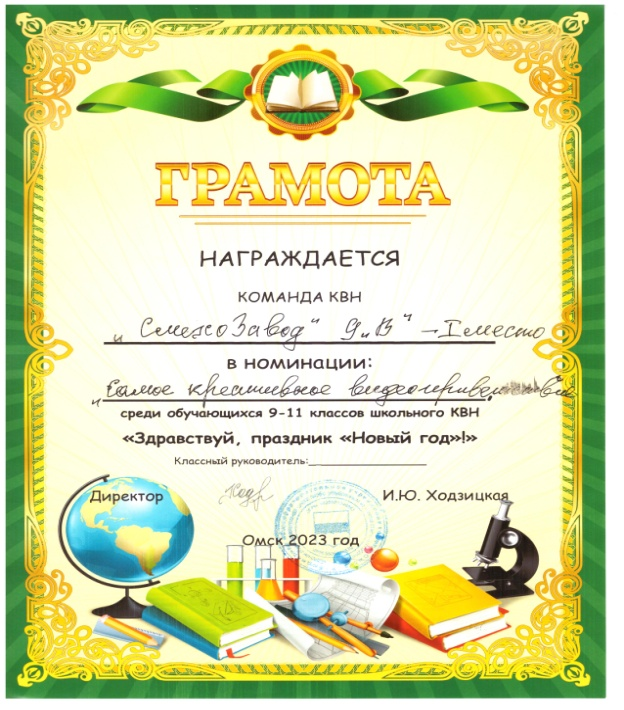 ГРАМОТА
НАГРАЖДАЕТСЯ
КОМАНДА КВН
„СмехоЗавод“ 9„В“ – I место
в номинации:
„Самое креативное видеоприветствие“
среди обучающихся 9-11 классов школьного КВН
«Здравствуй, праздник «Новый год»!»
Классный руководитель:
Директор И.Ю. Ходзицкая
Омск 2023 год